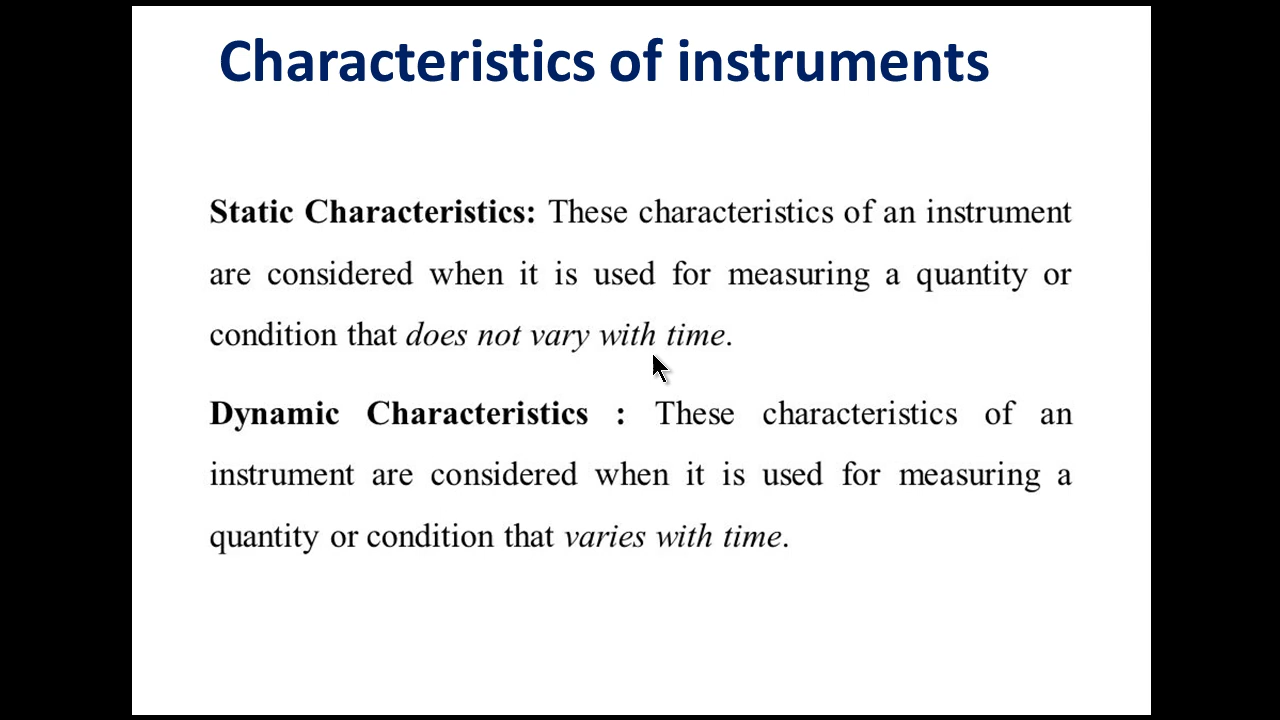 Characteristics of instruments
Static Characteristics: These characteristics of an instrument
are considered when it is used for measuring a quantity or
condition that does not vary with time.
Dynamic Characteristics : These characteristics of an
instrument are considered when it is used for measuring a
quantity or condition that varies with time.